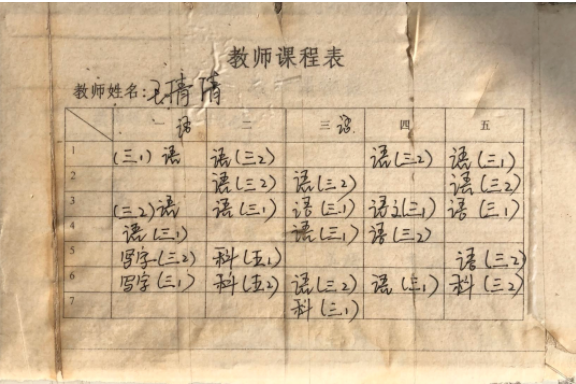 教师课程表
教师姓名:
一 二 三 四 五
语 语
1 (三1)语 语(三2) 语(三2) 语(三1)
2 语(三2) 语(三2) 语(三2)
3 (三2)语 语(三1) 语(三1) 语文(三1) 语(三1)
4 语(三1) 语(三1) 语(三2)
5 写字(三2) 科(五1) 语(三2)
6 写字(三1) 科(五2) 语(三2) 语(三1) 科(三2)
7 科(三1)